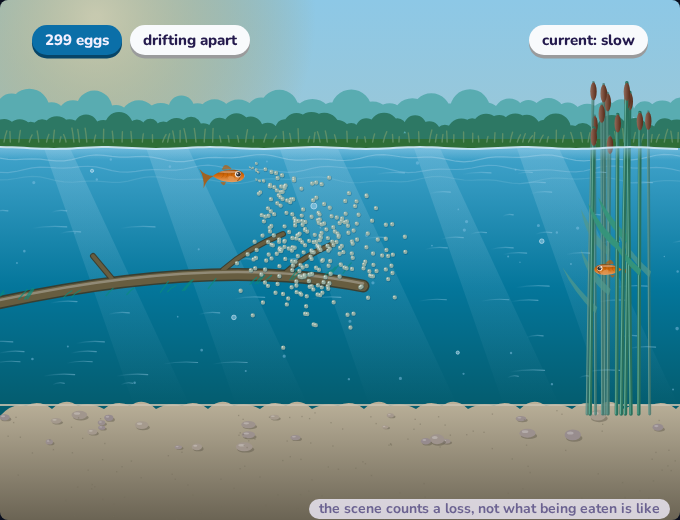 299 eggs
drifting apart
current: slow
the scene counts a loss, not what being eaten is like